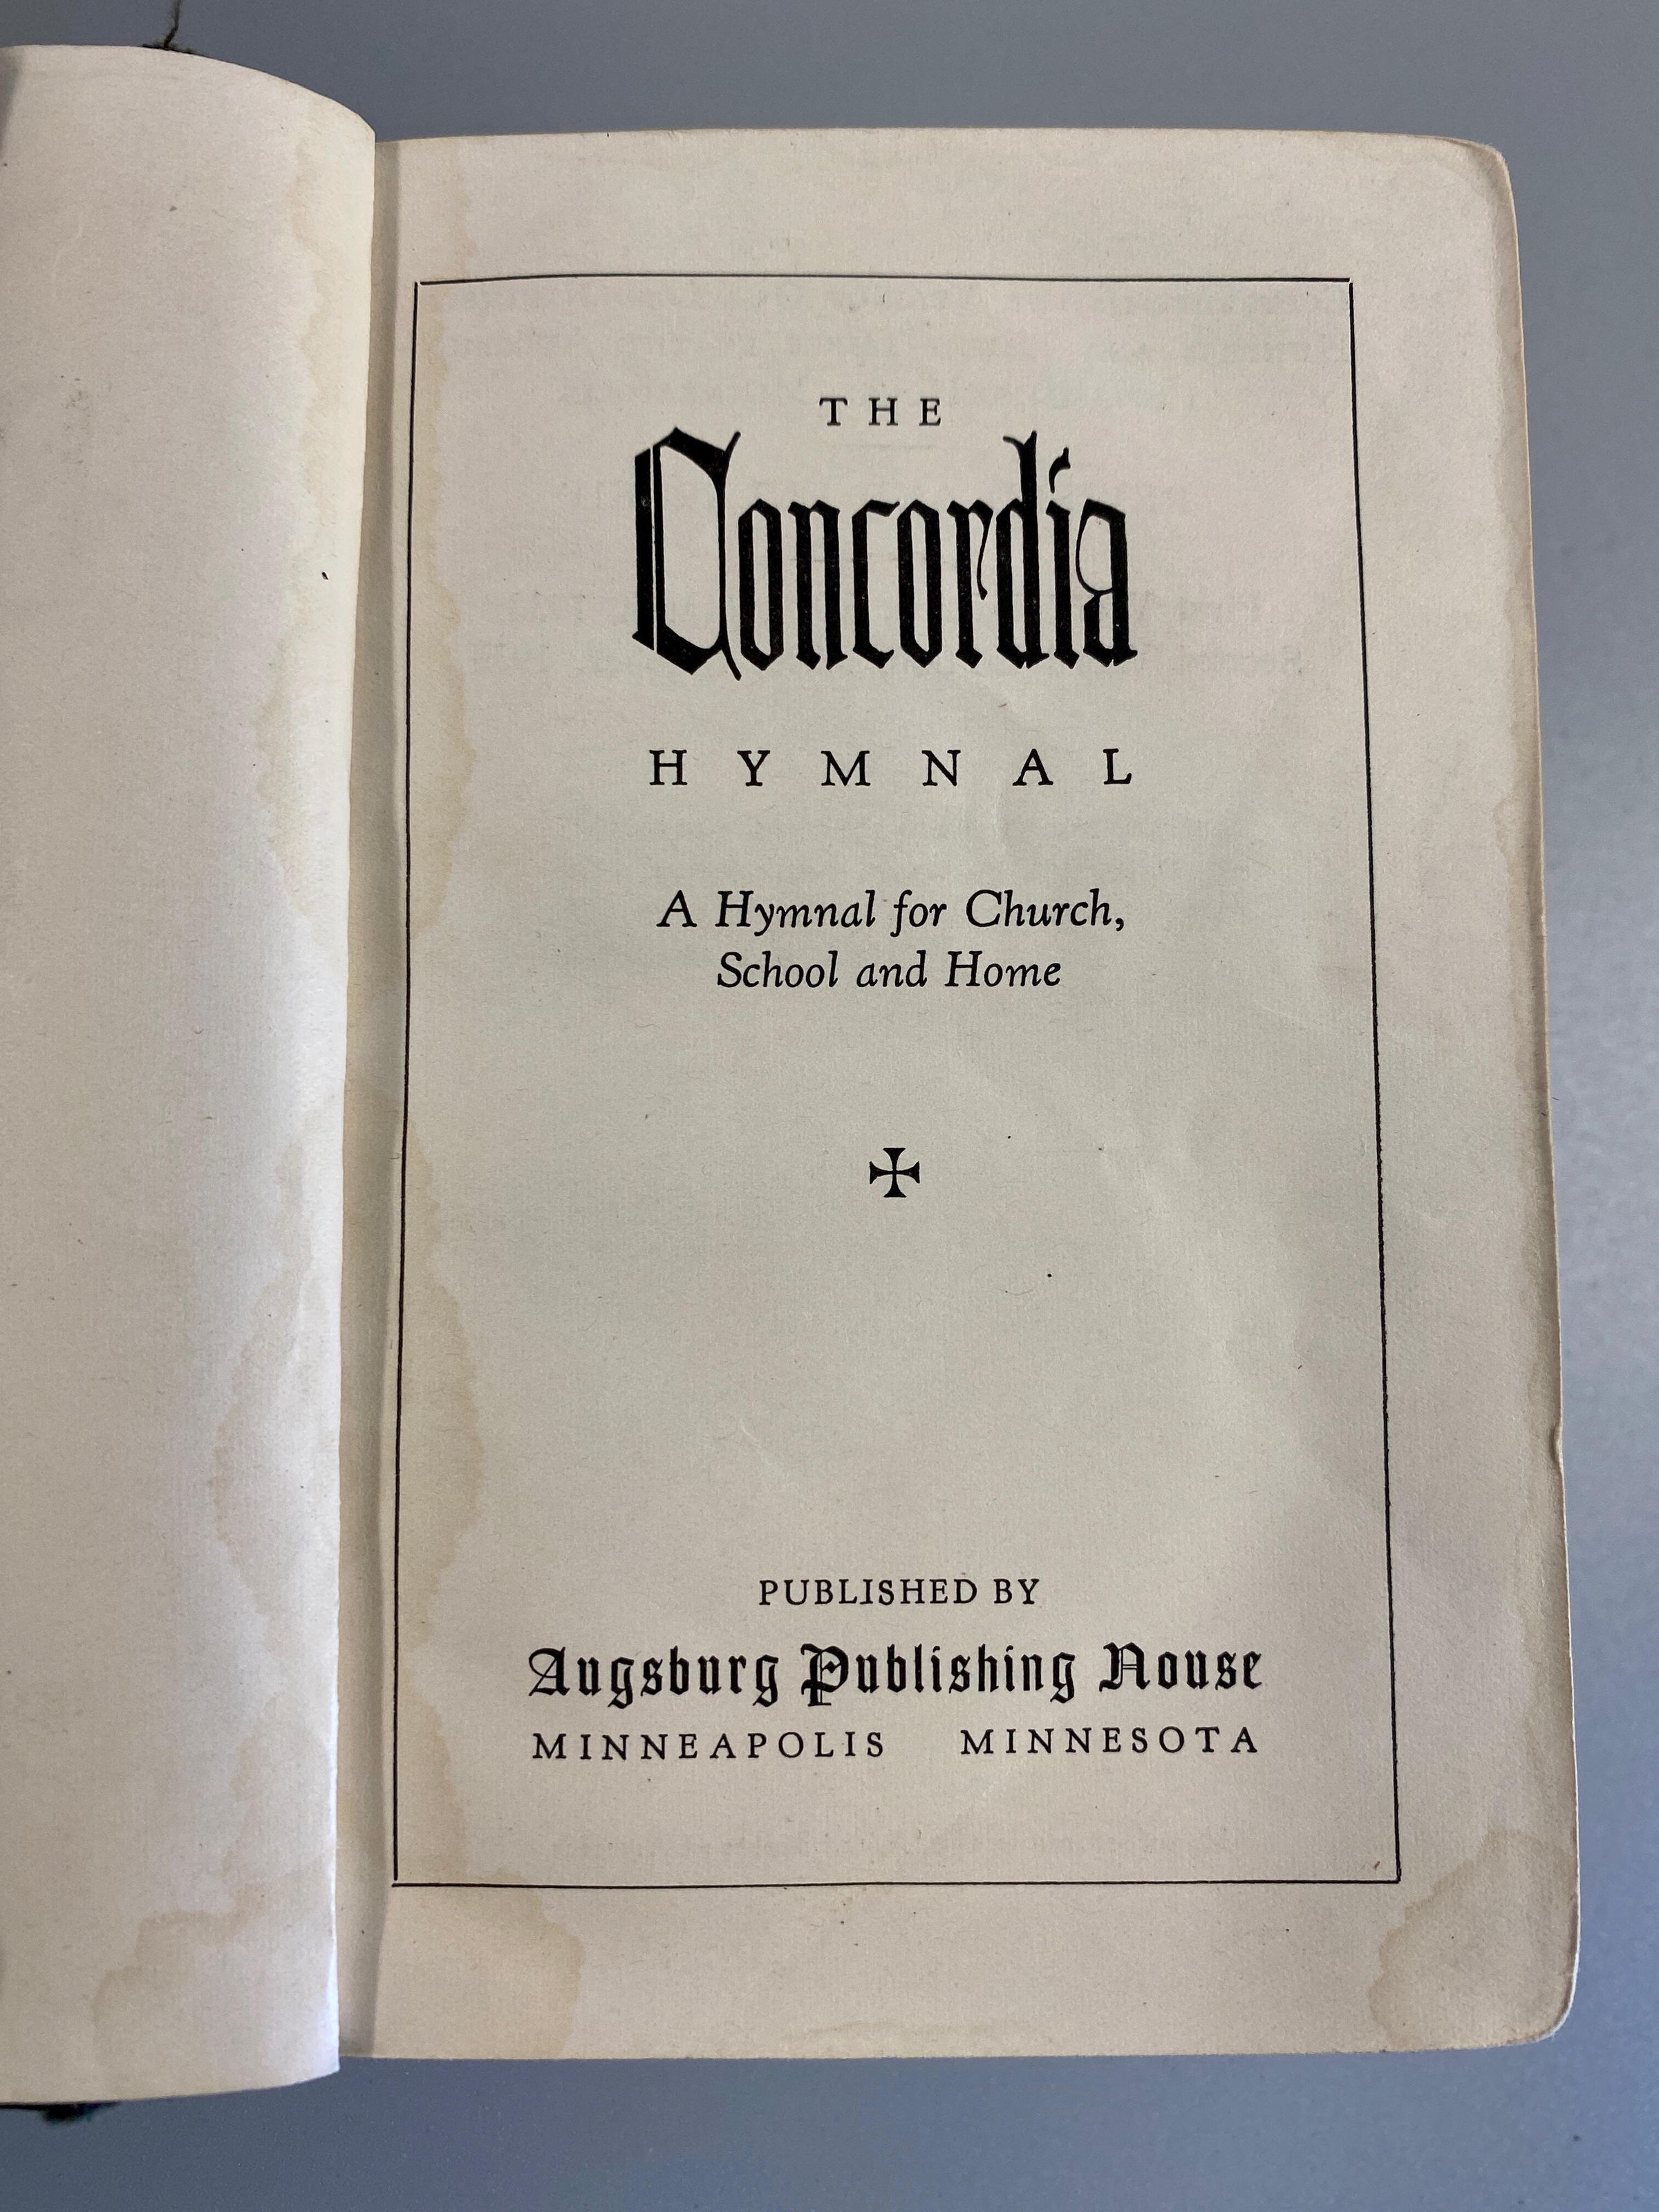 THE
Concordia
HYMNAL
A Hymnal for Church,
School and Home
PUBLISHED BY
Augsburg Publishing House
MINNEAPOLIS MINNESOTA